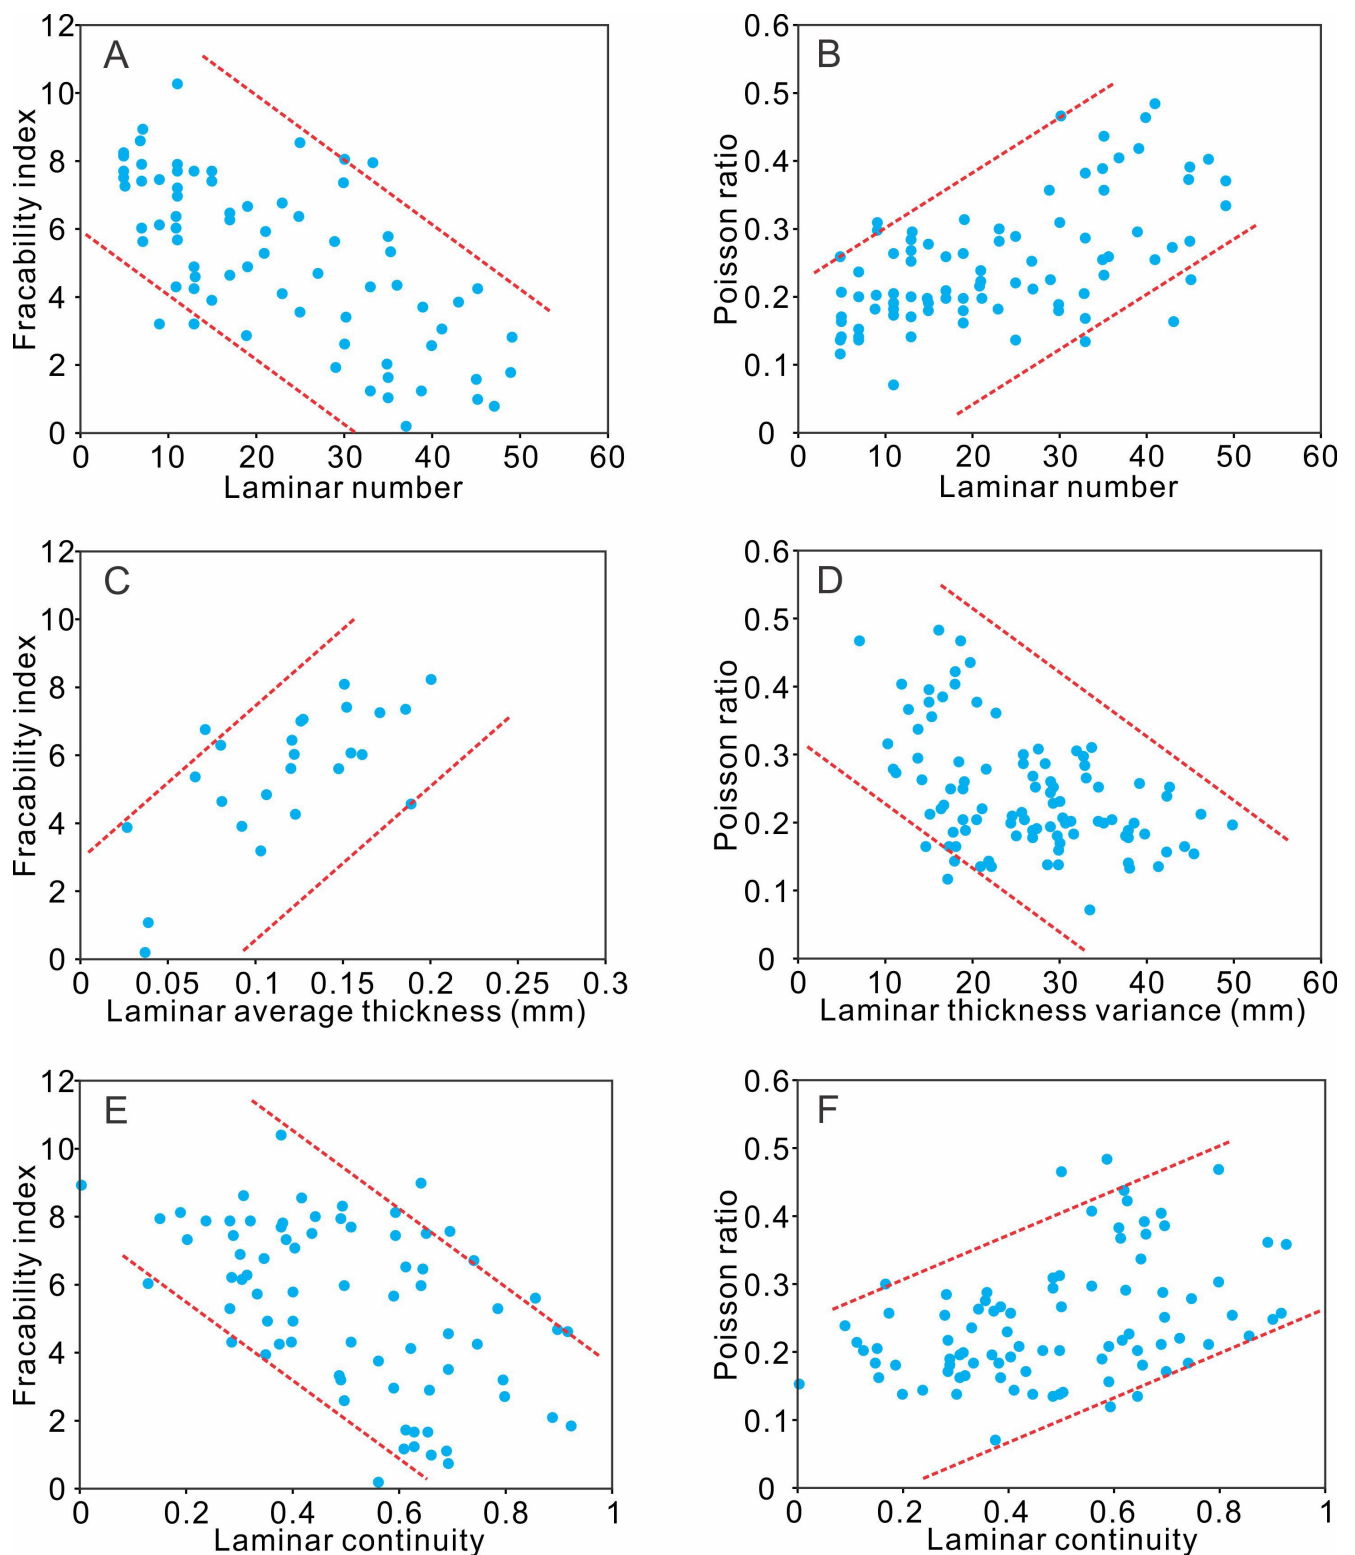 A
Fracability index
12
10
8
6
4
2
0
0 10 20 30 40 50 60
Laminar number
B
Poisson ratio
0.6
0.5
0.4
0.3
0.2
0.1
0
0 10 20 30 40 50 60
Laminar number
C
Fracability index
12
10
8
6
4
2
0
0 0.05 0.1 0.15 0.2 0.25 0.3
Laminar average thickness (mm)
D
Poisson ratio
0.6
0.5
0.4
0.3
0.2
0.1
0
0 10 20 30 40 50 60
Laminar thickness variance (mm)
E
Fracability index
12
10
8
6
4
2
0
0 0.2 0.4 0.6 0.8 1
Laminar continuity
F
Poisson ratio
0.6
0.5
0.4
0.3
0.2
0.1
0
0 0.2 0.4 0.6 0.8 1
Laminar continuity